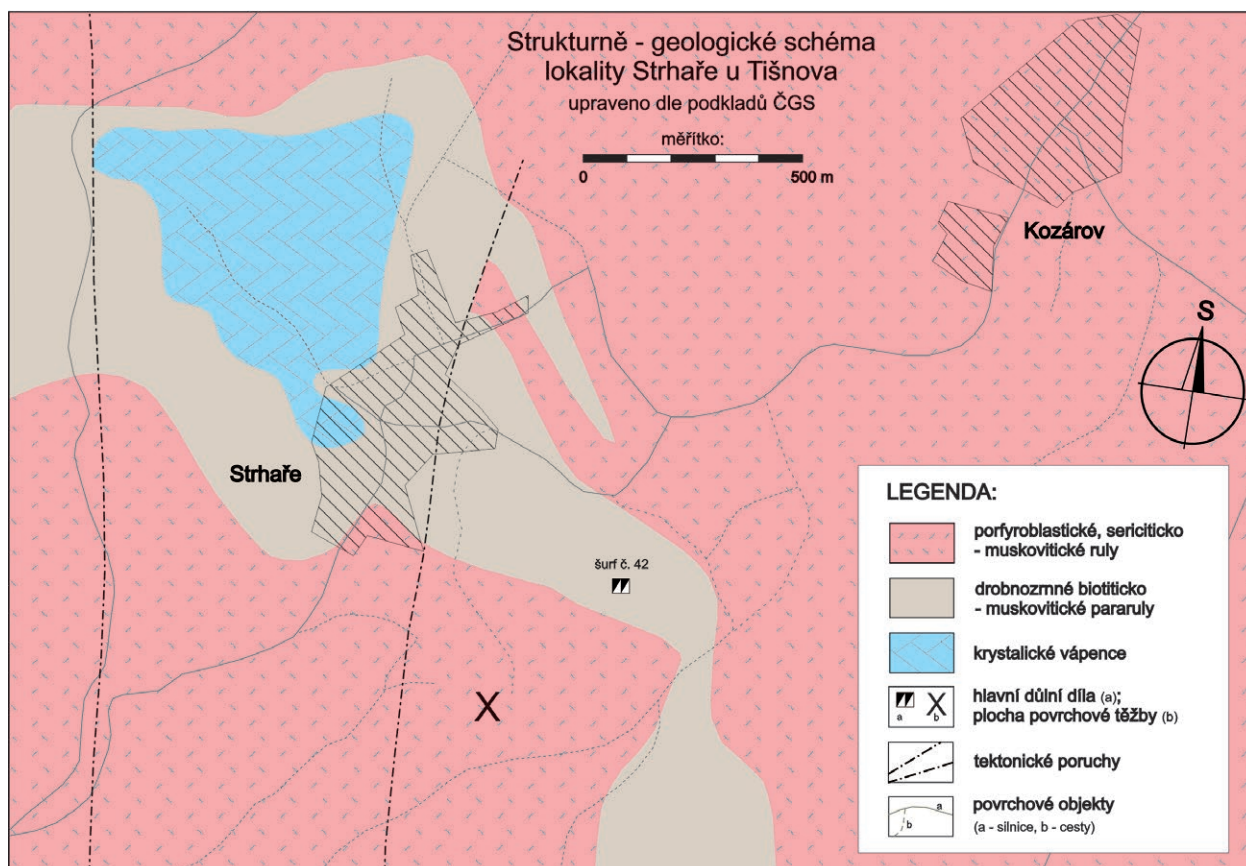 Strukturně - geologické schéma
lokality Strhaře u Tišnova
upraveno dle podkladů ČGS
měřítko:
0 500 m
Kozárov
S
Strhaře
šurf č. 42
X
LEGENDA:
porfyroblastické, sericiticko
- muskovitické ruly
drobnozrnné biotiticko
- muskovitické pararuly
krystalické vápence
a b
hlavní důlní díla (a);
plocha povrchové těžby (b)
tektonické poruchy
a
b
povrchové objekty
(a - silnice, b - cesty)